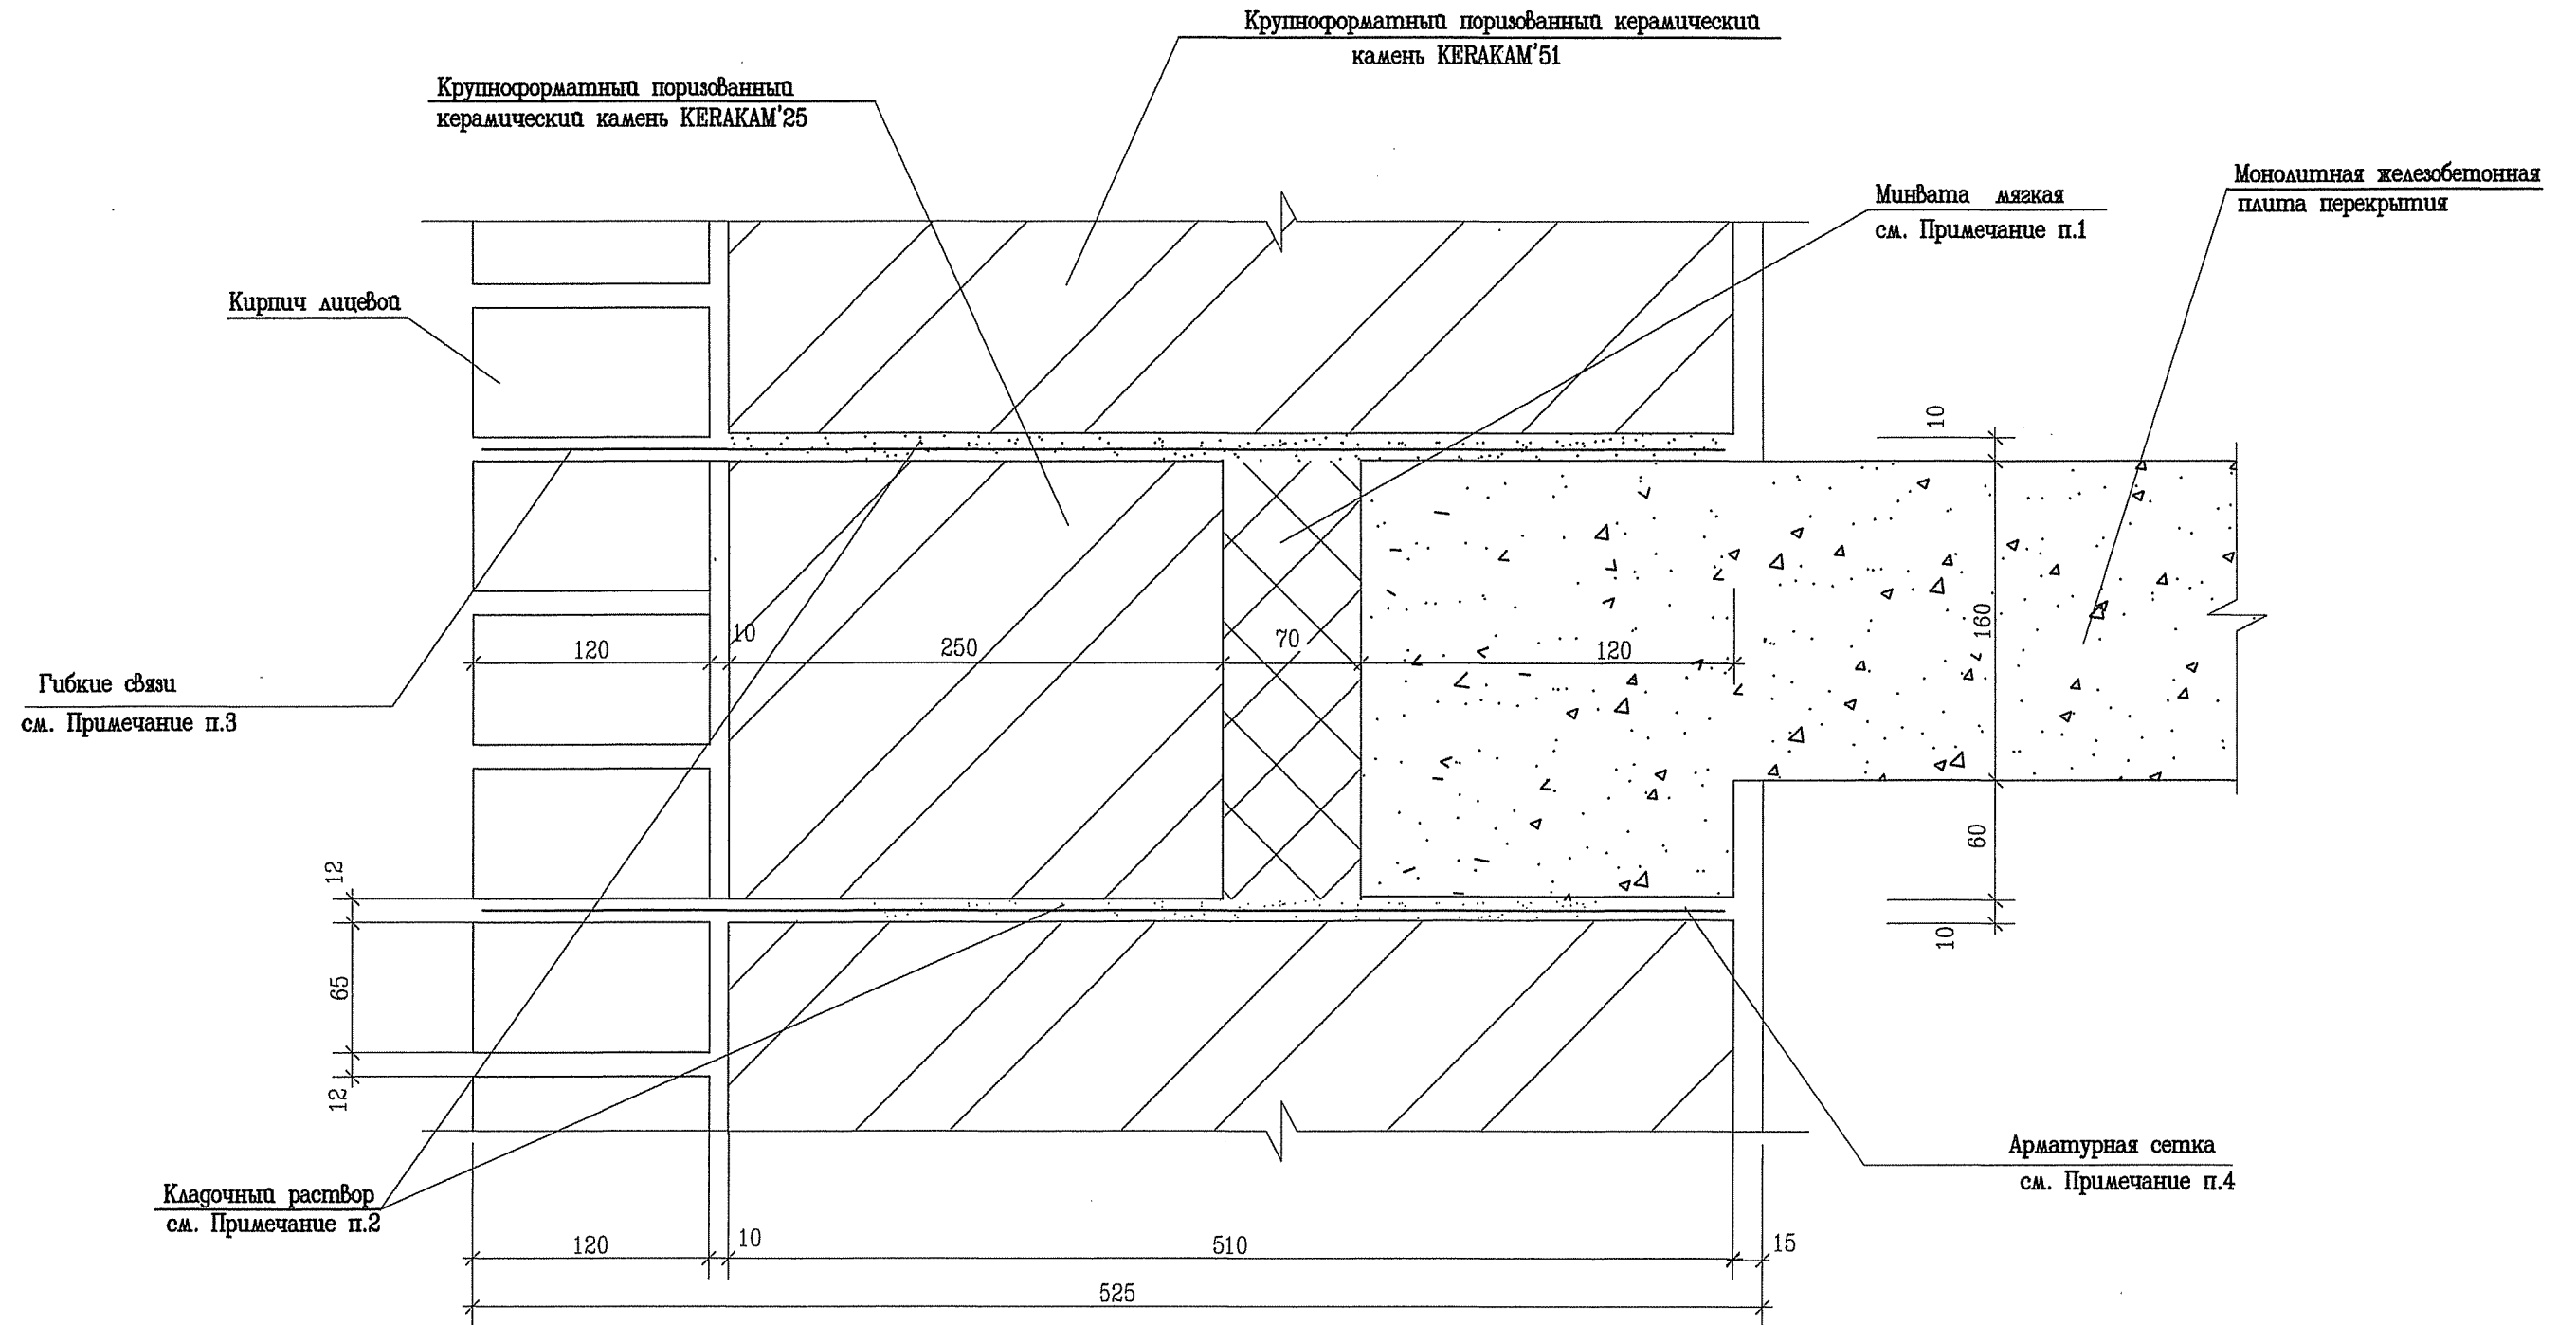 Крупноформатный поризованный керамический
камень KERAKAM'51
Крупноформатный поризованный
керамический камень KERAKAM'25
Минвата мягкая
см. Примечание п.1
Монолитная железобетонная
плита перекрытия
Кирпич лицевой
10
160
120
10
250
70
120
Гибкие связи
см. Примечание п.3
60
12
10
65
12
Арматурная сетка
см. Примечание п.4
Кладочный раствор
см. Примечание п.2
120
10
510
15
525